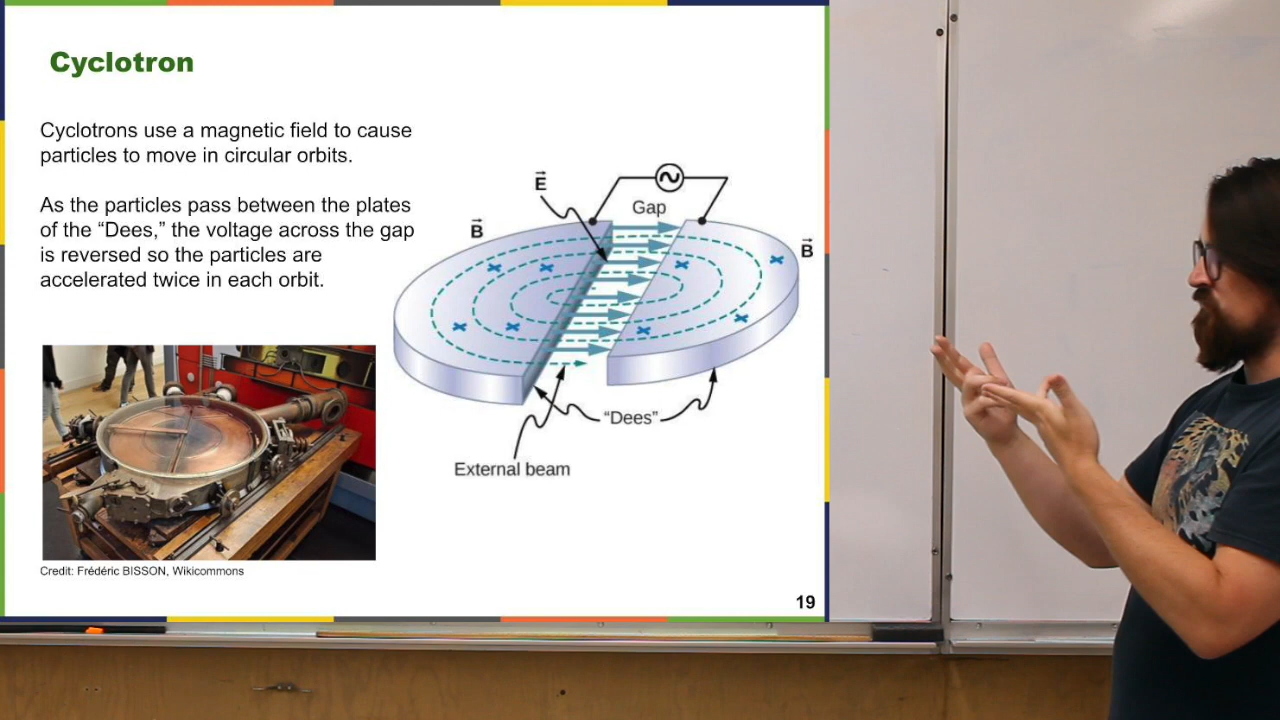 Cyclotron
Cyclotrons use a magnetic field to cause
particles to move in circular orbits.
As the particles pass between the plates
of the “Dees,” the voltage across the gap
is reversed so the particles are
accelerated twice in each orbit.
E
Gap
B
B
“Dees”
External beam
Credit: Frédéric BISSON, Wikicommons
19